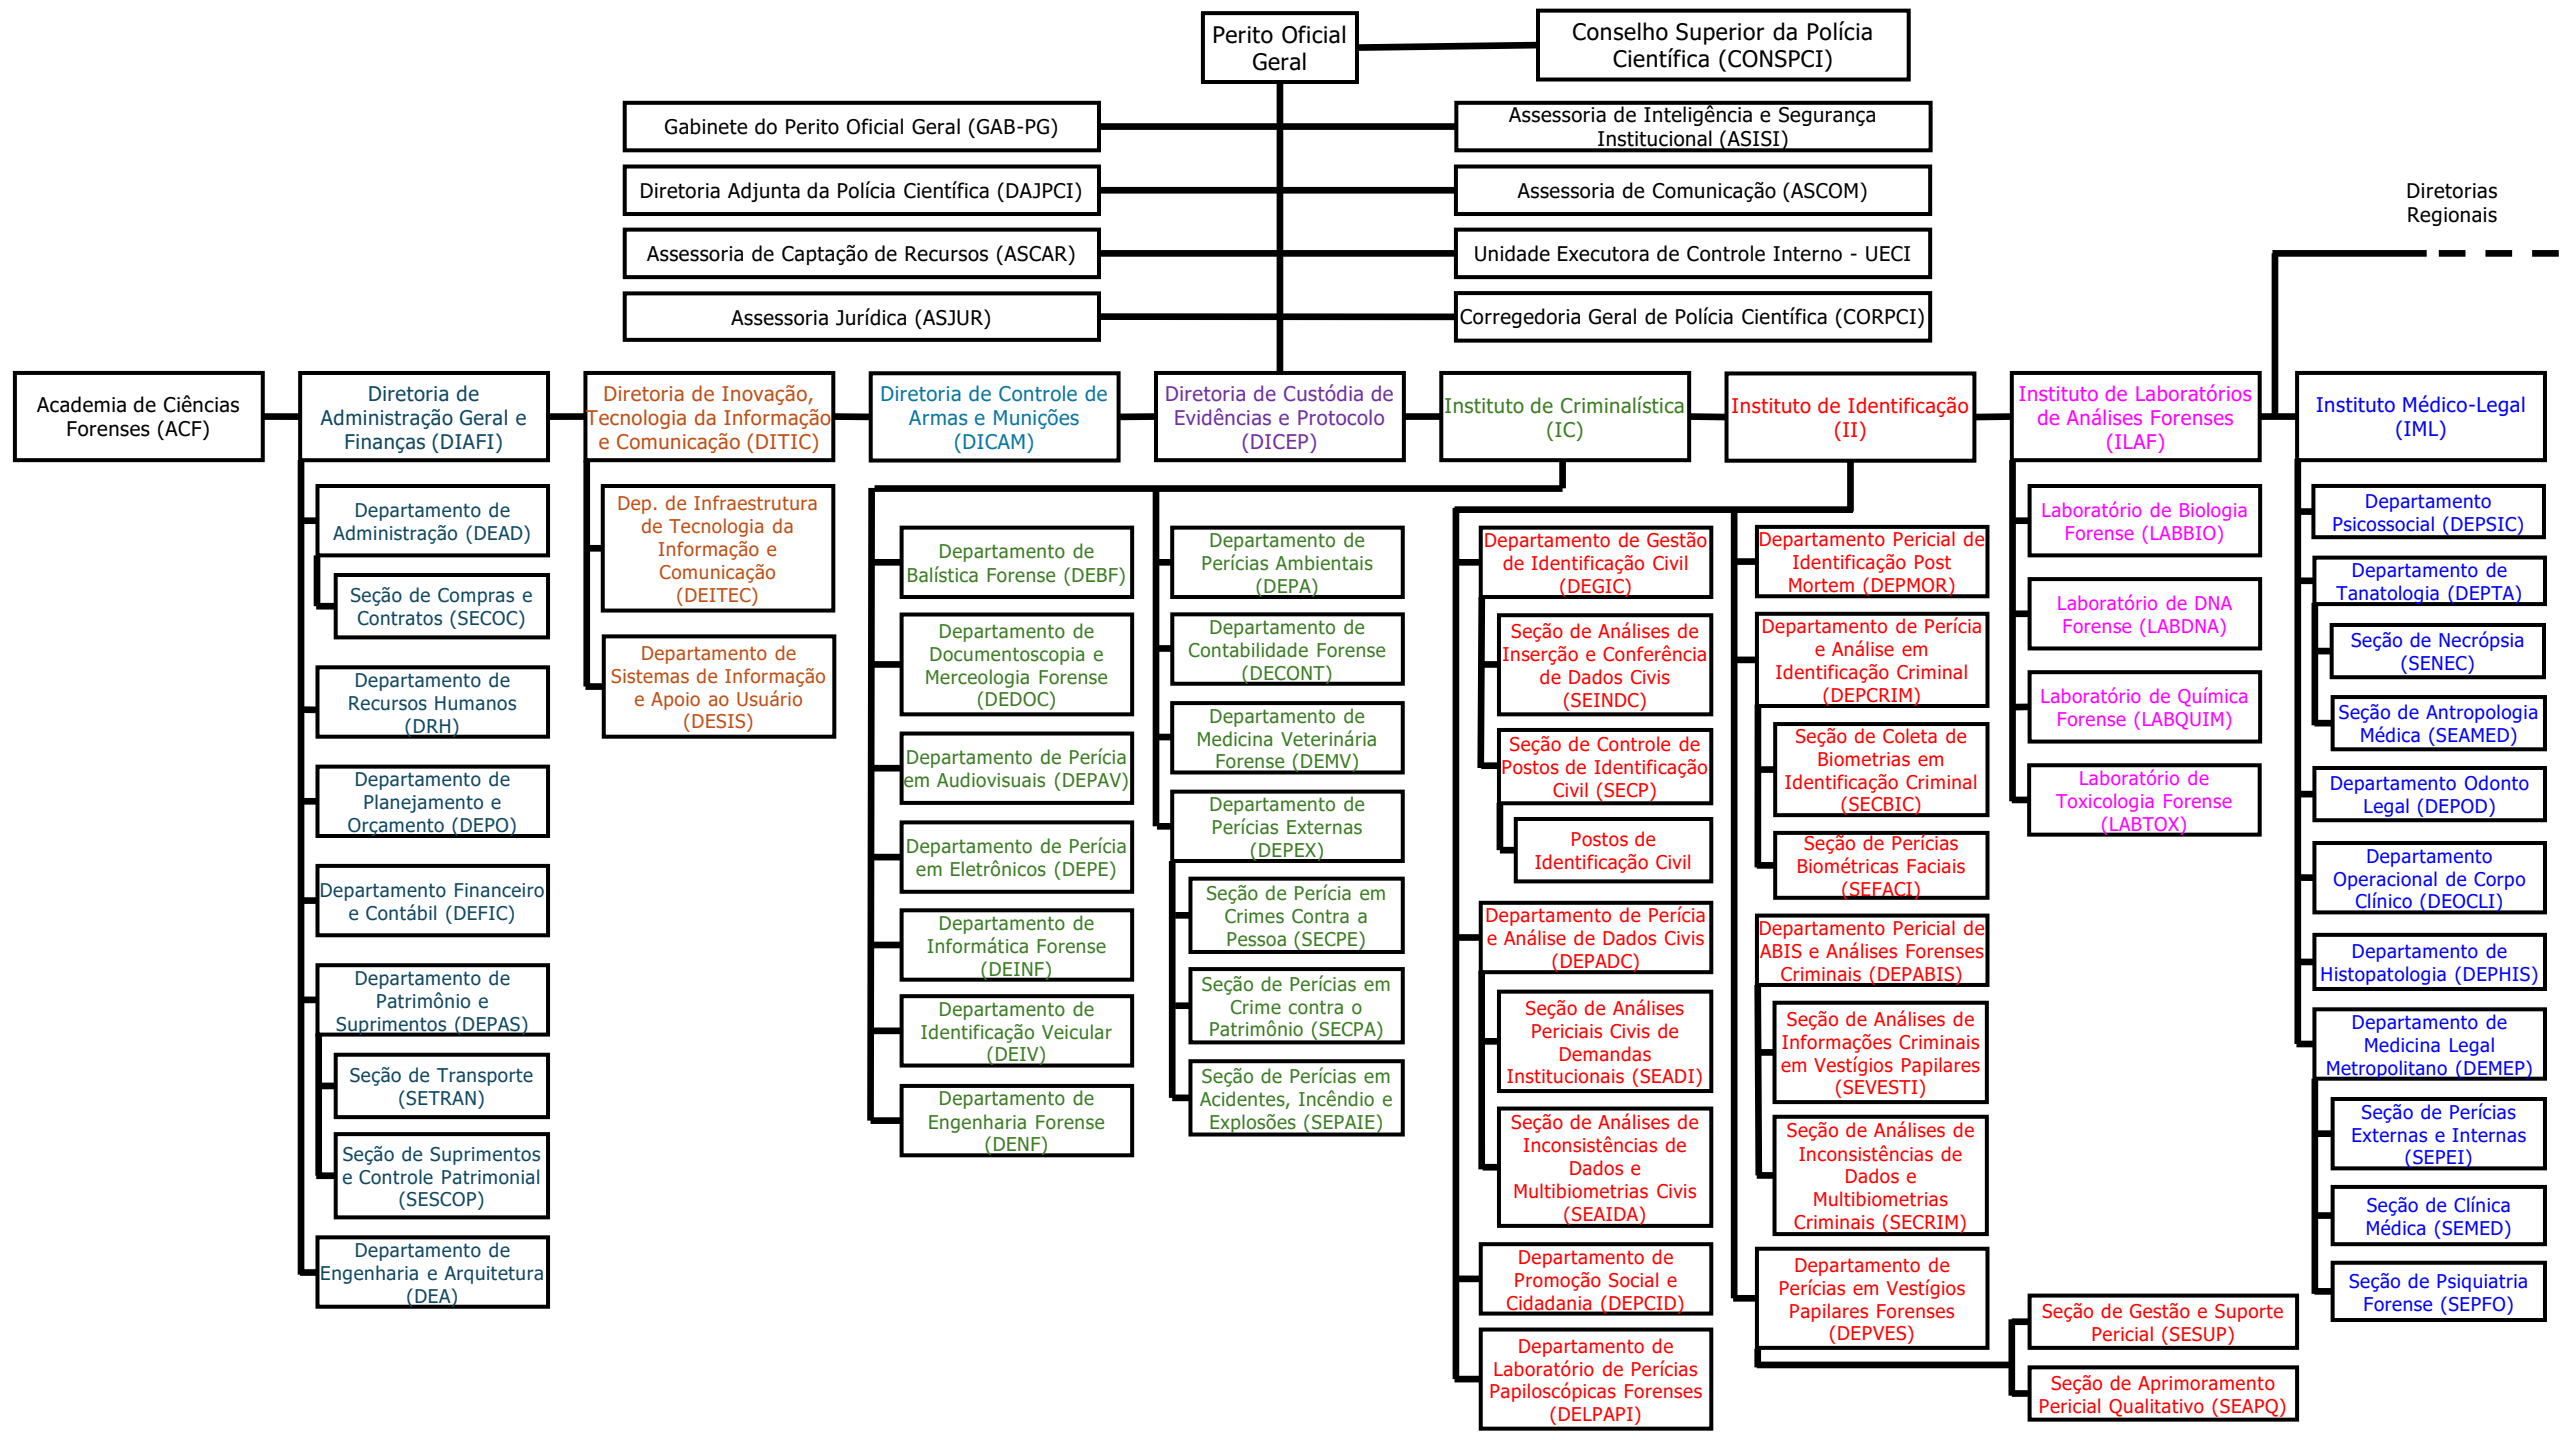 Perito Oficial
Geral
Conselho Superior da Polícia
Científica (CONSPCI)
Gabinete do Perito Oficial Geral (GAB-PG)
Assessoria de Inteligência e Segurança
Institucional (ASISI)
Diretoria Adjunta da Polícia Científica (DAJPCI)
Assessoria de Comunicação (ASCOM)
Diretorias
Regionais
Assessoria de Captação de Recursos (ASCAR)
Unidade Executora de Controle Interno - UECI
Assessoria Jurídica (ASJUR)
Corregedoria Geral de Polícia Científica (CORPCI)
Academia de Ciências
Forenses (ACF)
Diretoria de
Administração Geral e
Finanças (DIAFI)
Diretoria de Inovação,
Tecnologia da Informação
e Comunicação (DITIC)
Diretoria de Controle de
Armas e Munições
(DICAM)
Diretoria de Custódia de
Evidências e Protocolo
(DICEP)
Instituto de Criminalística
(IC)
Instituto de Identificação
(II)
Instituto de Laboratórios
de Análises Forenses
(ILAF)
Instituto Médico-Legal
(IML)
Departamento de
Administração (DEAD)
Seção de Compras e
Contratos (SECOC)
Departamento de
Recursos Humanos
(DRH)
Departamento de
Planejamento e
Orçamento (DEPO)
Departamento Financeiro
e Contábil (DEFIC)
Departamento de
Patrimônio e
Suprimentos (DEPAS)
Seção de Transporte
(SETRAN)
Seção de Suprimentos
e Controle Patrimonial
(SESCOP)
Departamento de
Engenharia e Arquitetura
(DEA)
Dep. de Infraestrutura
de Tecnologia da
Informação e
Comunicação
(DEITEC)
Departamento de
Sistemas de Informação
e Apoio ao Usuário
(DESIS)
Departamento de
Balística Forense (DEBF)
Departamento de
Documentoscopia e
Merceologia Forense
(DEDOC)
Departamento de Perícia
em Audiovisuais (DEPAV)
Departamento de Perícia
em Eletrônicos (DEPE)
Departamento de
Informática Forense
(DEINF)
Departamento de
Identificação Veicular
(DEIV)
Departamento de
Engenharia Forense
(DENF)
Departamento de
Perícias Ambientais
(DEPA)
Departamento de
Contabilidade Forense
(DECONT)
Departamento de
Medicina Veterinária
Forense (DEMV)
Departamento de
Perícias Externas
(DEPEX)
Seção de Perícia em
Crimes Contra a
Pessoa (SECPE)
Seção de Perícias em
Crime contra o
Patrimônio (SECPA)
Seção de Perícias em
Acidentes, Incêndio e
Explosões (SEPAIE)
Departamento de Gestão
de Identificação Civil
(DEGIC)
Seção de Análises de
Inserção e Conferência
de Dados Civis
(SEINDC)
Seção de Controle de
Postos de Identificação
Civil (SECP)
Postos de
Identificação Civil
Departamento de Perícia
e Análise de Dados Civis
(DEPADC)
Seção de Análises
Periciais Civis de
Demandas
Institucionais (SEADI)
Seção de Análises de
Inconsistências de
Dados e
Multibiometrias Civis
(SEAIDA)
Departamento de
Promoção Social e
Cidadania (DEPCID)
Departamento de
Laboratório de Perícias
Papiloscópicas Forenses
(DELPAPI)
Departamento Pericial de
Identificação Post
Mortem (DEPMOR)
Departamento de Perícia
e Análise em
Identificação Criminal
(DEPCRIM)
Seção de Coleta de
Biometrias em
Identificação Criminal
(SECBIC)
Seção de Perícias
Biométricas Faciais
(SEFACI)
Departamento Pericial de
ABIS e Análises Forenses
Criminais (DEPABIS)
Seção de Análises de
Informações Criminais
em Vestígios Papilares
(SEVESTI)
Seção de Análises de
Inconsistências de
Dados e
Multibiometrias
Criminais (SECRIM)
Departamento de
Perícias em Vestígios
Papilares Forenses
(DEPVES)
Seção de Gestão e Suporte
Pericial (SESUP)
Seção de Aprimoramento
Pericial Qualitativo (SEAPQ)
Laboratório de Biologia
Forense (LABBIO)
Laboratório de DNA
Forense (LABDNA)
Laboratório de Química
Forense (LABQUIM)
Laboratório de
Toxicologia Forense
(LABTOX)
Departamento
Psicossocial (DEPSIC)
Departamento de
Tanatologia (DEPTA)
Seção de Necrópsia
(SENEC)
Seção de Antropologia
Médica (SEAMED)
Departamento Odonto
Legal (DEPOD)
Departamento
Operacional de Corpo
Clínico (DEOCLI)
Departamento de
Histopatologia (DEPHIS)
Departamento de
Medicina Legal
Metropolitano (DEMEP)
Seção de Perícias
Externas e Internas
(SEPEI)
Seção de Clínica
Médica (SEMED)
Seção de Psiquiatria
Forense (SEPFO)